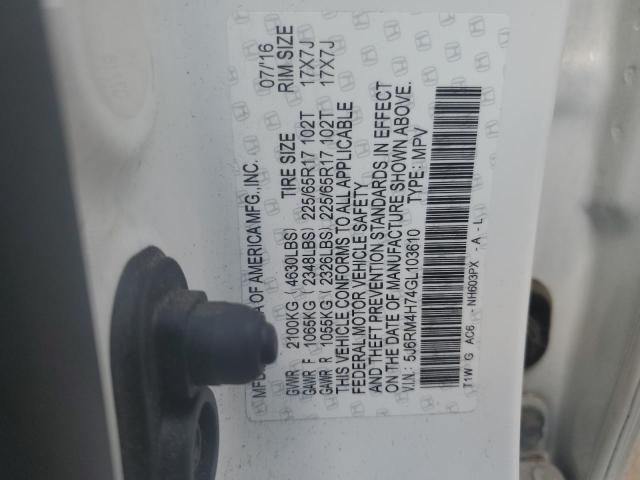 MFD. A OF AMERICA MFG., INC. 07/'16
TIRE SIZE RIM SIZE
GVWR 2100KG (4630LBS)
GAWR F 1065KG (2348LBS) 225/65R17 102T 17X7J
GAWR R 1055KG (2326LBS) 225/65R17 102T 17X7J
THIS VEHICLE CONFORMS TO ALL APPLICABLE
FEDERAL MOTOR VEHICLE SAFETY
AND THEFT PREVENTION STANDARDS IN EFFECT
ON THE DATE OF MANUFACTURE SHOWN ABOVE.
V.I.N.: 5J6RM4H74GL103610 TYPE: MPV
T1W G AC6 - NH603PX - A - L